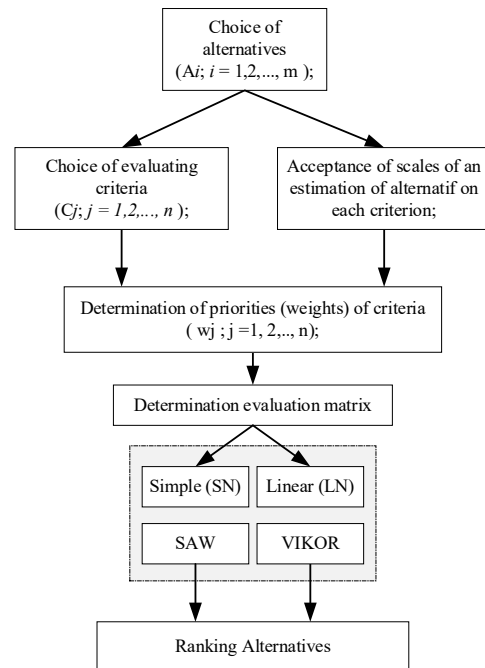 Choice of
alternatives
(Ai; i = 1,2,..., m );
Choice of evaluating
criteria
(Cj; j = 1,2,..., n );
Acceptance of scales of an
estimation of alternatif on
each criterion;
Determination of priorities (weights) of criteria
( wj ; j =1, 2,.., n);
Determination evaluation matrix
Simple (SN)
Linear (LN)
SAW
VIKOR
Ranking Alternatives